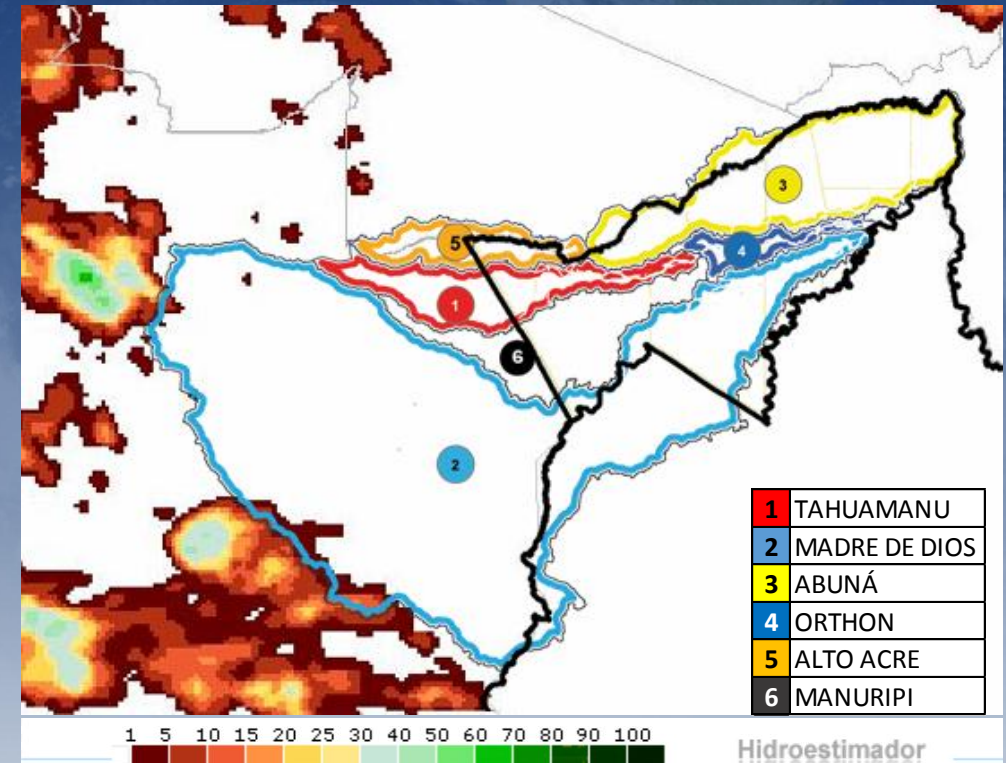 3
5
4
1
6
2
1 TAHUAMANU
2 MADRE DE DIOS
3 ABUNÁ
4 ORTHON
5 ALTO ACRE
6 MANURIPI
1 5 10 15 20 25 30 40 50 60 70 80 90 100
Hidroestimador